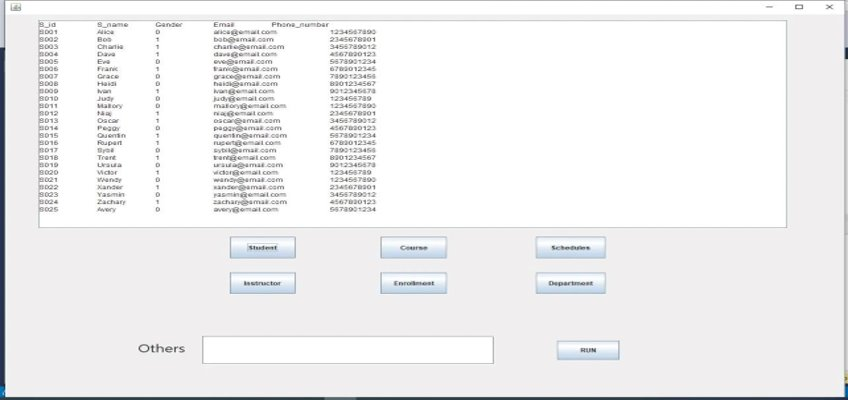 S_id S_name Gender Email Phone_number
S001 Alice 0 alice@email.com 1234567890
S002 Bob 1 bob@email.com 2345678901
S003 Charlie 1 charlie@email.com 3456789012
S004 Dave 1 dave@email.com 4567890123
S005 Eve 0 eve@email.com 5678901234
S006 Frank 1 frank@email.com 6789012345
S007 Grace 0 grace@email.com 7890123456
S008 Heidi 0 heidi@email.com 8901234567
S009 Ivan 1 ivan@email.com 9012345678
S010 Judy 0 judy@email.com 123456789
S011 Mallory 0 mallory@email.com 1234567890
S012 Niaj 1 niaj@email.com 2345678901
S013 Oscar 1 oscar@email.com 3456789012
S014 Peggy 0 peggy@email.com 4567890123
S015 Quentin 1 quentin@email.com 5678901234
S016 Rupert 1 rupert@email.com 6789012345
S017 Sybil 0 sybil@email.com 7890123456
S018 Trent 1 trent@email.com 8901234567
S019 Ursula 0 ursula@email.com 9012345678
S020 Victor 1 victor@email.com 123456789
S021 Wendy 0 wendy@email.com 1234567890
S022 Xander 1 xander@email.com 2345678901
S023 Yasmin 0 yasmin@email.com 3456789012
S024 Zachary 1 zachary@email.com 4567890123
S025 Avery 0 avery@email.com 5678901234
Student Course Schedules
Instructor Enrollment Department
Others RUN